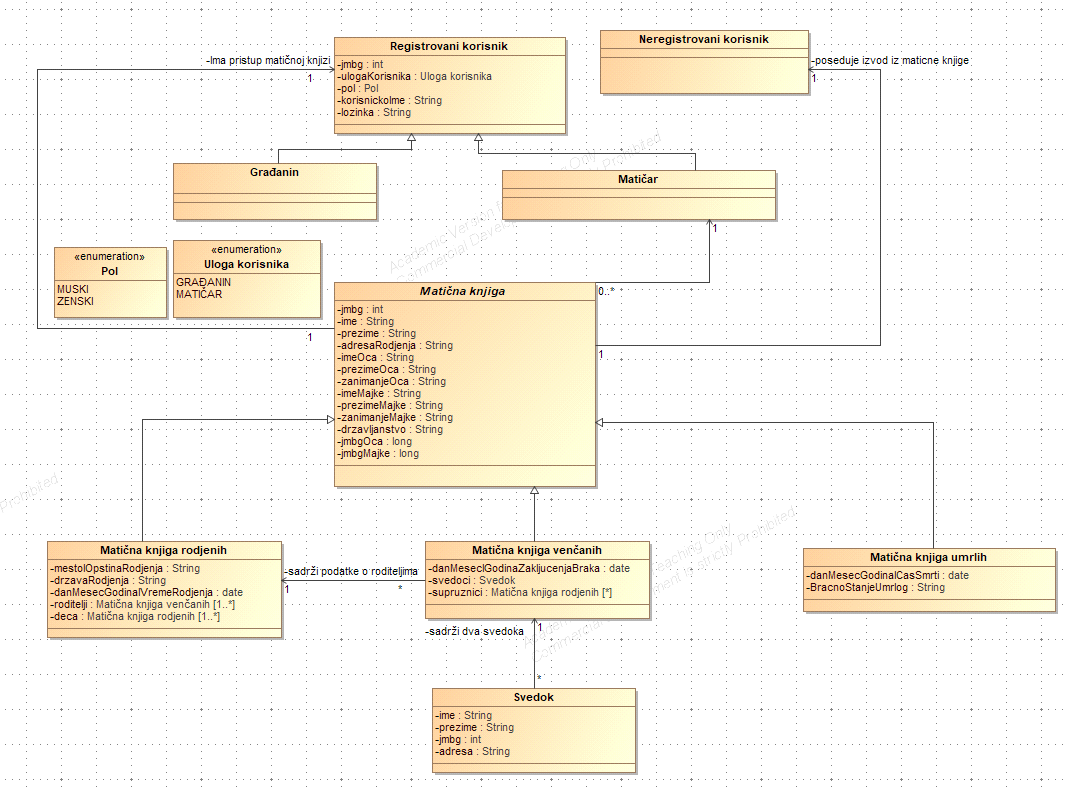 Registrovani korisnik
-jmbg : int
-ulogaKorisnika : Uloga korisnika
-pol : Pol
-korisnickoIme : String
-lozinka : String
Neregistrovani korisnik
-Ima pristup matičnoj knjizi
1
-poseduje izvod iz maticne knjige
1
Građanin
Matičar
1
«enumeration»
Pol
MUSKI
ZENSKI
«enumeration»
Uloga korisnika
GRAĐANIN
MATIČAR
Matična knjiga
-jmbg : int
-ime : String
-prezime : String
-adresaRodjenja : String
-imeOca : String
-prezimeOca : String
-zanimanjeOca : String
-imeMajke : String
-prezimeMajke : String
-zanimanjeMajke : String
-drzavljanstvo : String
-jmbgOca : long
-jmbgMajke : long
0..*
1
1
Matična knjiga rodjenih
-mestoIOpstinaRodjenja : String
-drzavaRodjenja : String
-danMesecGodinaIVremeRodjenja : date
-roditelji : Matična knjiga venčanih [1..*]
-deca : Matična knjiga rodjenih [1..*]
-sadrži podatke o roditeljima
1
*
Matična knjiga venčanih
-danMesecIGodinaZakljucenjaBraka : date
-svedoci : Svedok
-supruznici : Matična knjiga rodjenih [*]
Matična knjiga umrlih
-danMesecGodinaICasSmrti : date
-BracnoStanjeUmrlog : String
-sadrži dva svedoka
1
*
Svedok
-ime : String
-prezime : String
-jmbg : int
-adresa : String